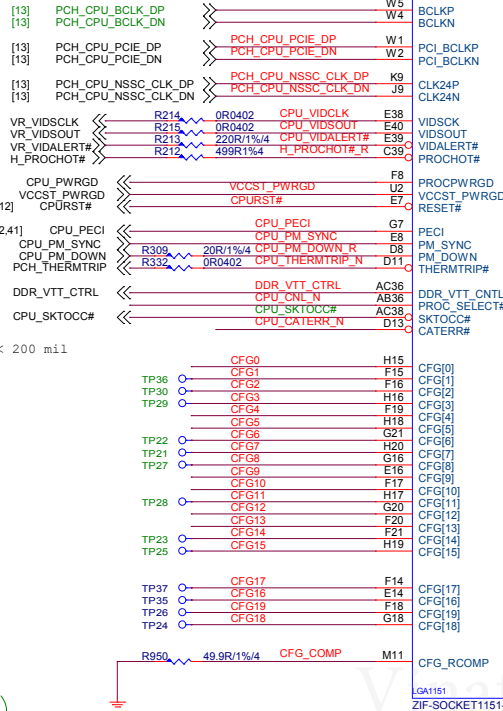 [13] PCH_CPU_BCLK_DP W5 BCLKP
[13] PCH_CPU_BCLK_DN W4 BCLKN
[13] PCH_CPU_PCIE_DP PCH_CPU_PCIE_DP W1 PCI_BCLKP
[13] PCH_CPU_PCIE_DN PCH_CPU_PCIE_DN W2 PCI_BCLKN
[13] PCH_CPU_NSSC_CLK_DP PCH_CPU_NSSC_CLK_DP K9 CLK24P
[13] PCH_CPU_NSSC_CLK_DN PCH_CPU_NSSC_CLK_DN J9 CLK24N
VR_VIDSCLK R214 0R0402 CPU_VIDCLK E38 VIDSCK
VR_VIDSOUT R215 0R0402 CPU_VIDSOUT E40 VIDSOUT
VR_VIDALERT# R213 220R/1%/4 CPU_VIDALERT# E39 VIDALERT#
H_PROCHOT# R212 499R1%4 H_PROCHOT#_R C39 PROCHOT#
CPU_PWRGD F8 PROCPWRGD
VCCST_PWRGD VCCST_PWRGD U2 VCCST_PWRGD
12] CPURST# CPURST# E7 RESET#
2,41] CPU_PECI CPU_PECI G7 PECI
CPU_PM_SYNC CPU_PM_SYNC E8 PM_SYNC
CPU_PM_DOWN R309 20R/1%/4 CPU_PM_DOWN_R D8 PM_DOWN
PCH_THERMTRIP R332 0R0402 CPU_THERMTRIP_N D11 THERMTRIP#
DDR_VTT_CTRL DDR_VTT_CTRL AC36 DDR_VTT_CNTL
CPU_CNL_N AB36 PROC_SELECT#
CPU_SKTOCC# CPU_SKTOCC# AC38 SKTOCC#
CPU_CATERR_N D13 CATERR#
< 200 mil
CFG0 H15 CFG[0]
TP36 CFG1 F15 CFG[1]
TP30 CFG2 F16 CFG[2]
TP29 CFG3 H16 CFG[3]
CFG4 F19 CFG[4]
CFG5 H18 CFG[5]
TP22 CFG6 G21 CFG[6]
TP21 CFG7 H20 CFG[7]
TP27 CFG8 G16 CFG[8]
CFG9 E16 CFG[9]
CFG10 F17 CFG[10]
TP28 CFG11 H17 CFG[11]
CFG12 G20 CFG[12]
CFG13 F20 CFG[13]
TP23 CFG14 F21 CFG[14]
TP25 CFG15 H19 CFG[15]
TP37 CFG17 F14 CFG[17]
TP35 CFG16 E14 CFG[16]
TP26 CFG19 F18 CFG[19]
TP24 CFG18 G18 CFG[18]
R950 49.9R/1%/4 CFG_COMP M11 CFG_RCOMP
LGA1151
ZIF-SOCKET1151-